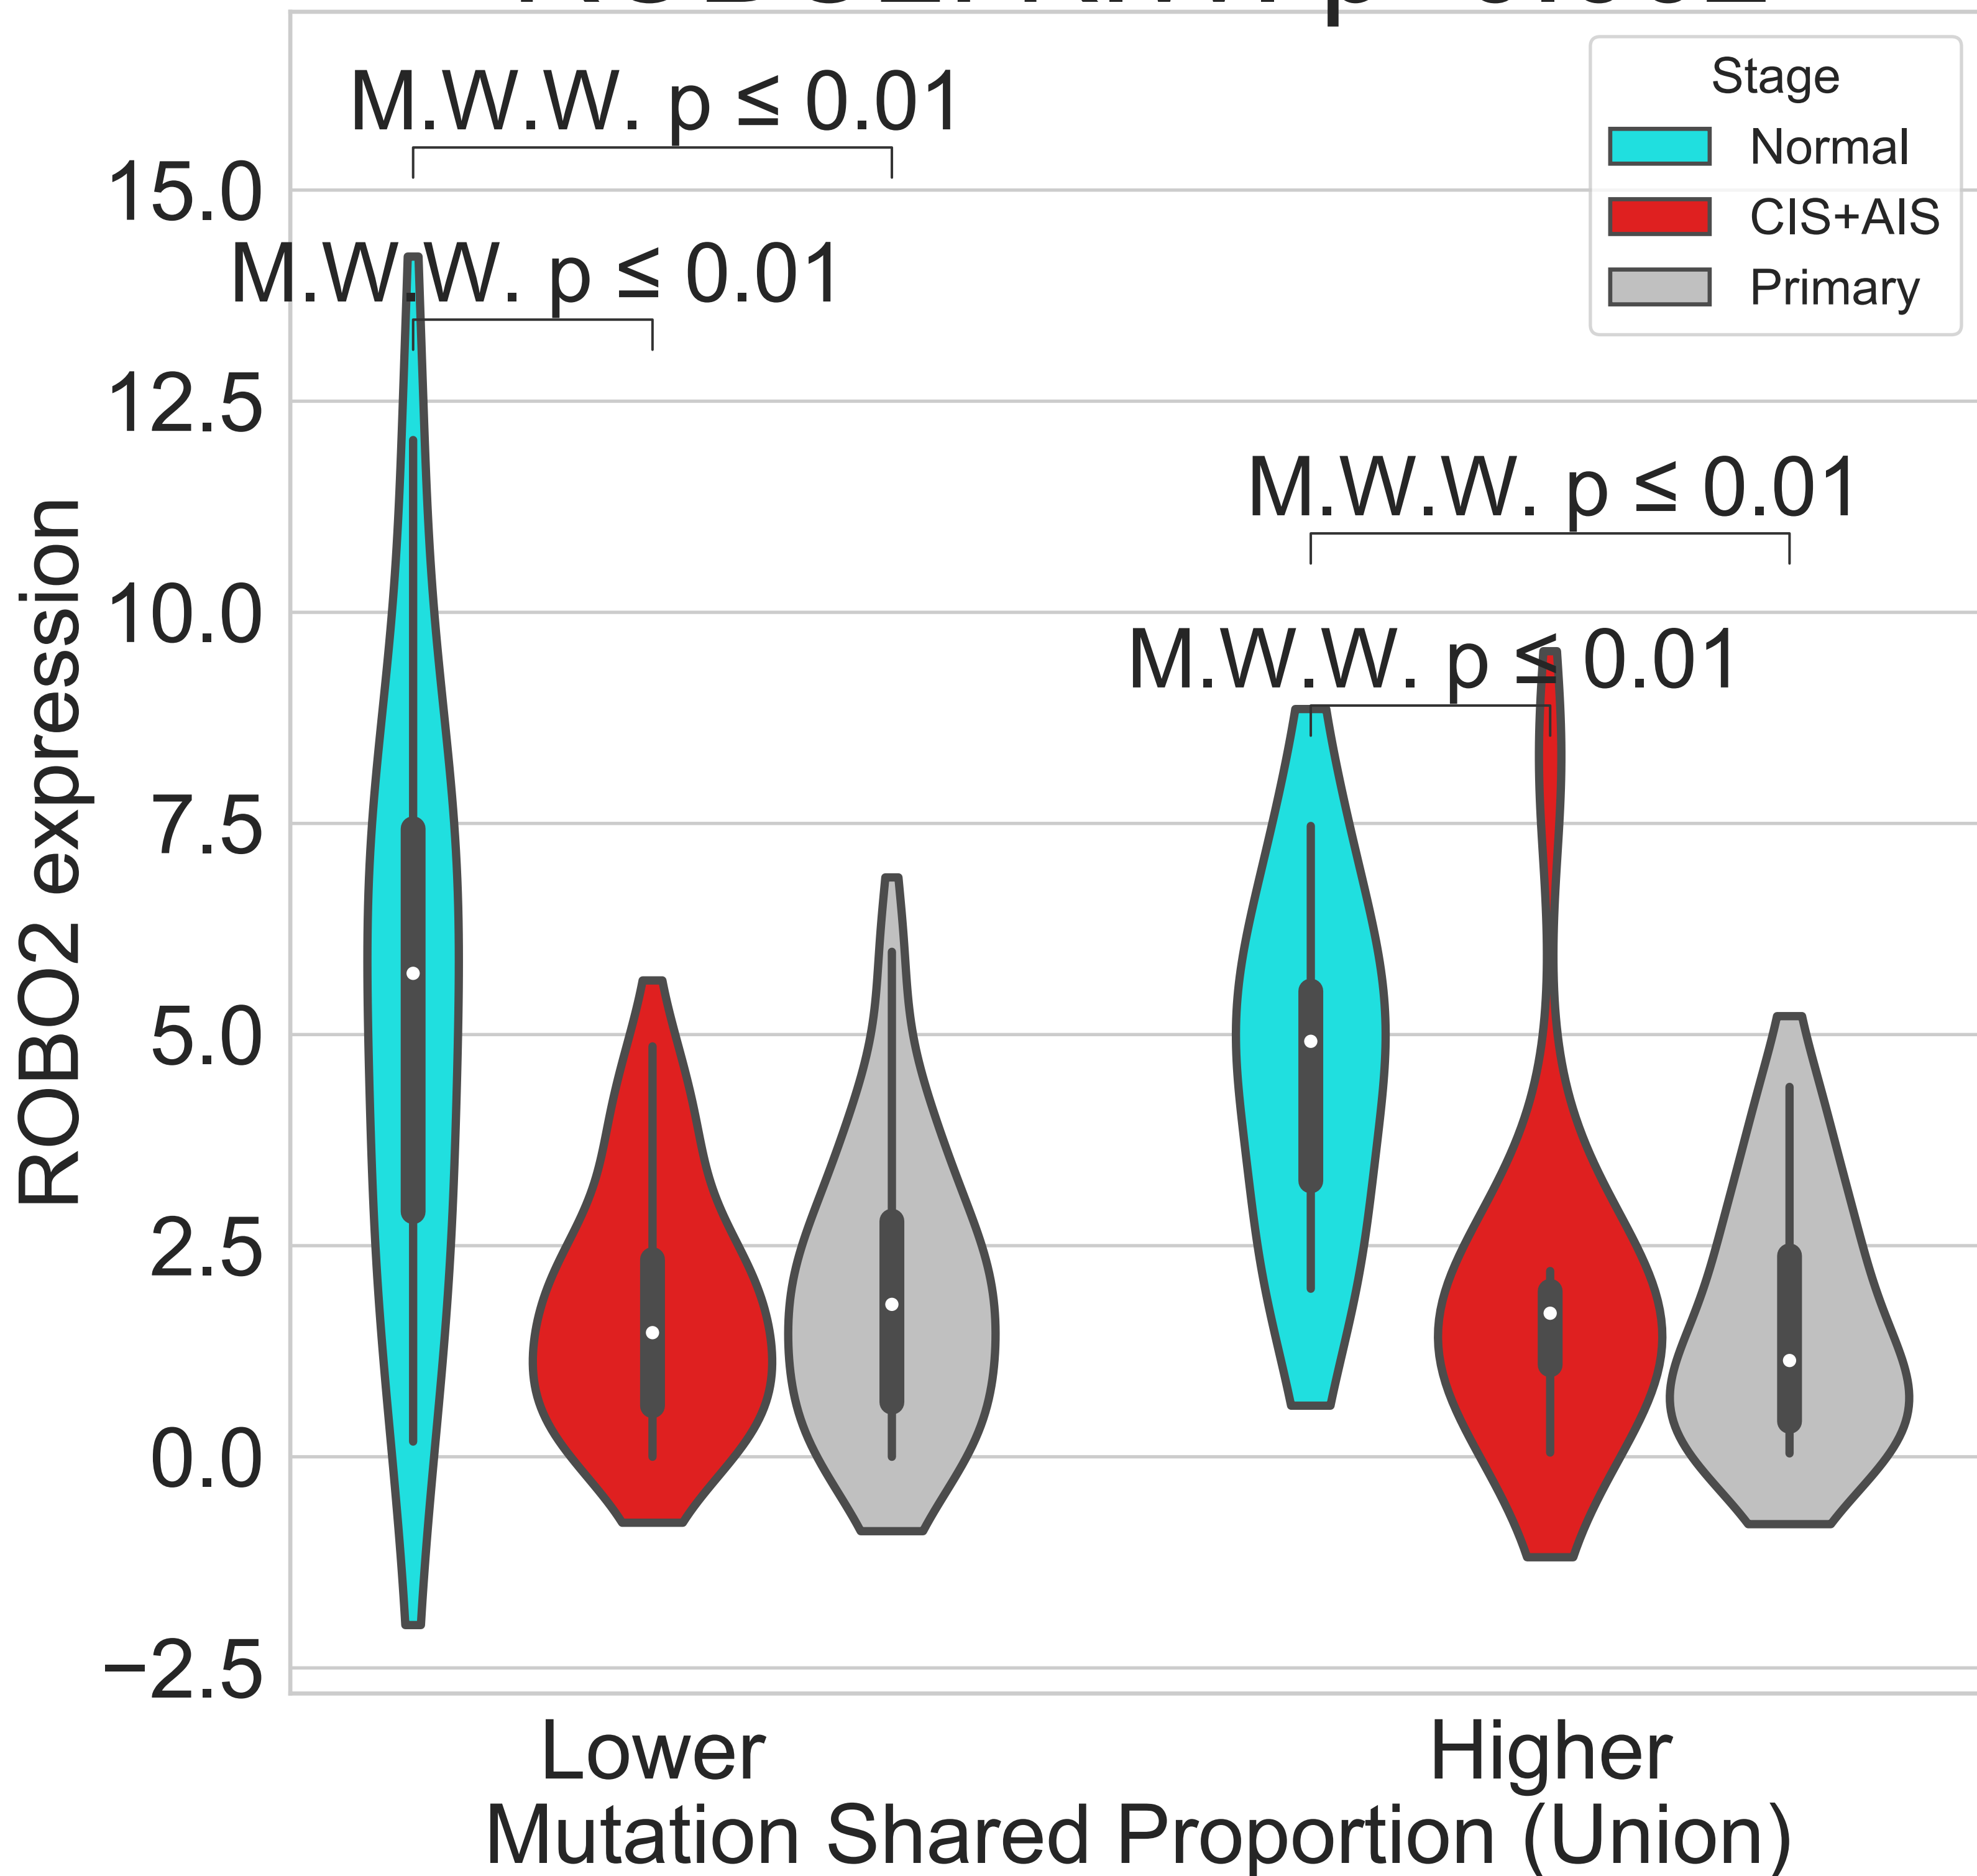 M.W.W. p ≤ 0.01
M.W.W. p ≤ 0.01
M.W.W. p ≤ 0.01
M.W.W. p ≤ 0.01
Stage
Normal
CIS+AIS
Primary
15.0
12.5
10.0
7.5
5.0
2.5
0.0
−2.5
ROBO2 expression
Lower
Higher
Mutation Shared Proportion (Union)